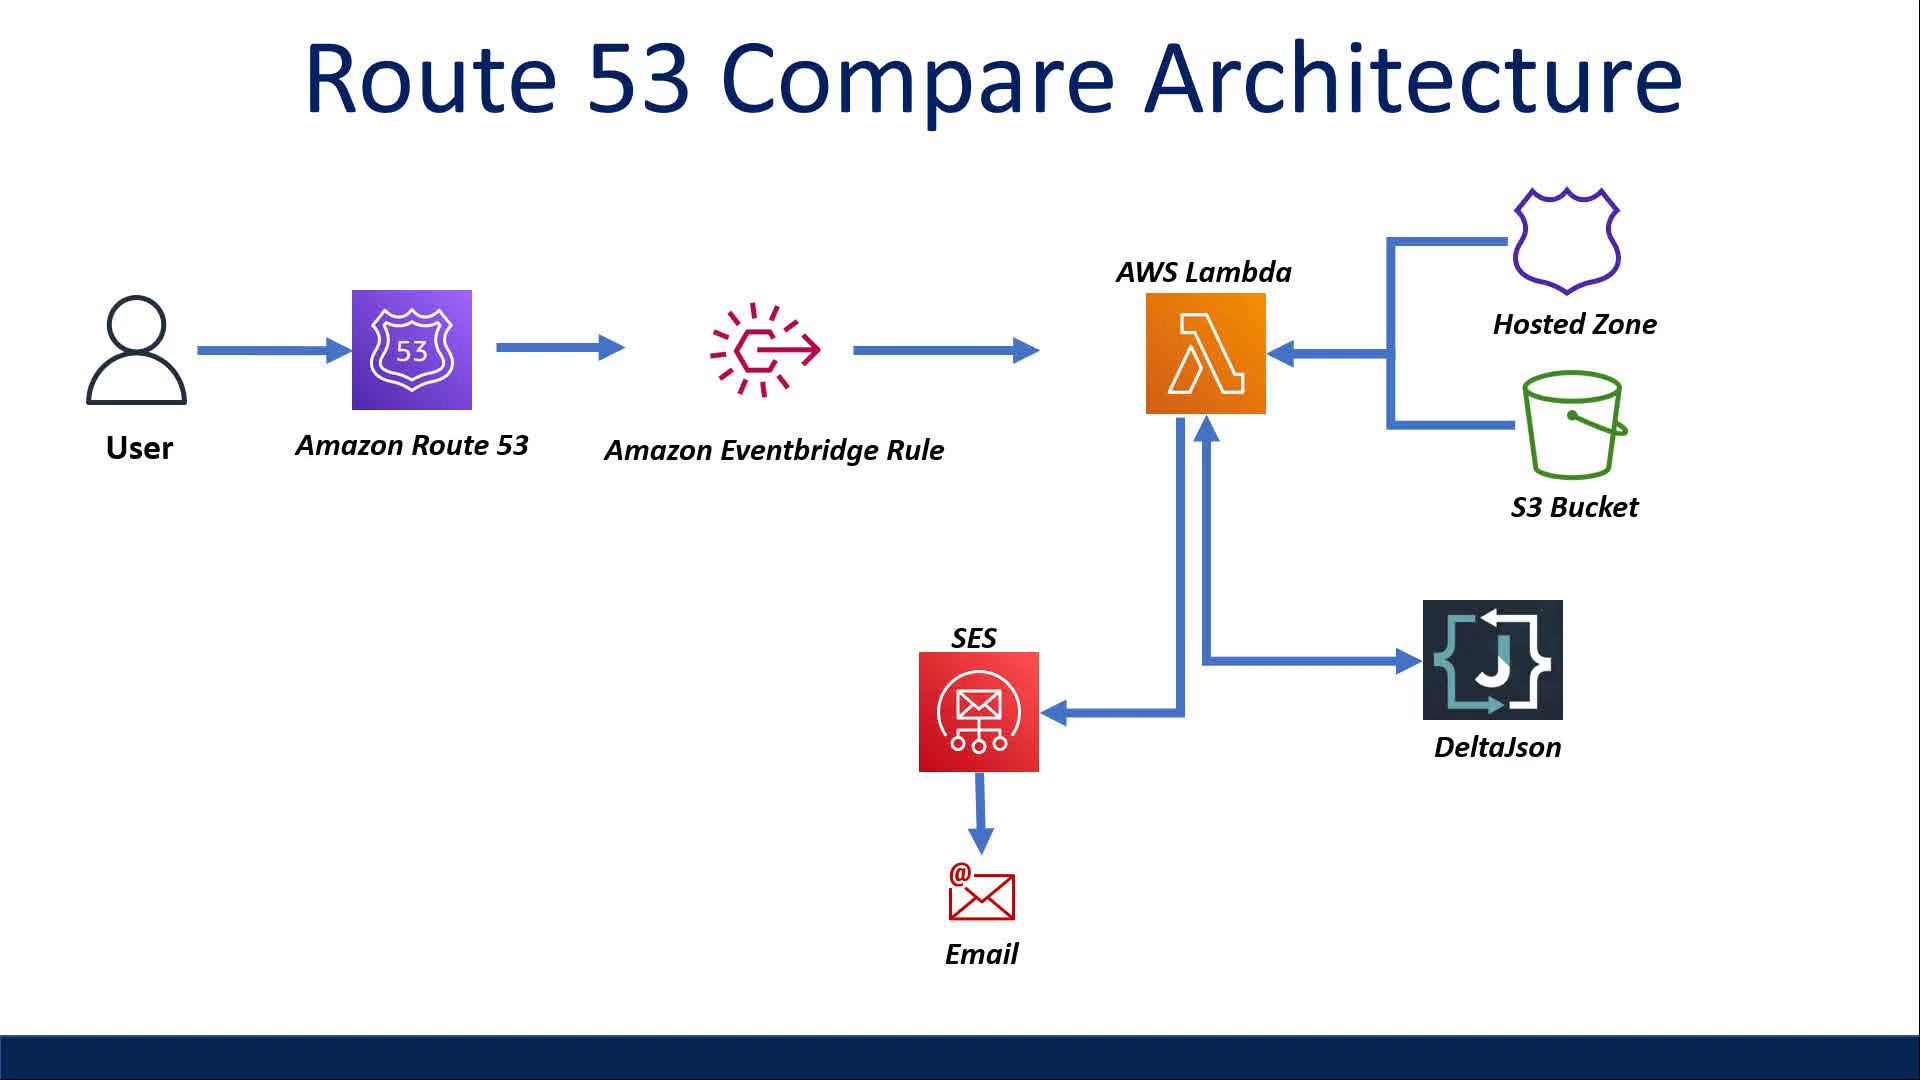 Route 53 Compare Architecture
AWS Lambda
Hosted Zone
53
User
Amazon Route 53
Amazon Eventbridge Rule
S3 Bucket
SES
J
DeltaJson
@
Email